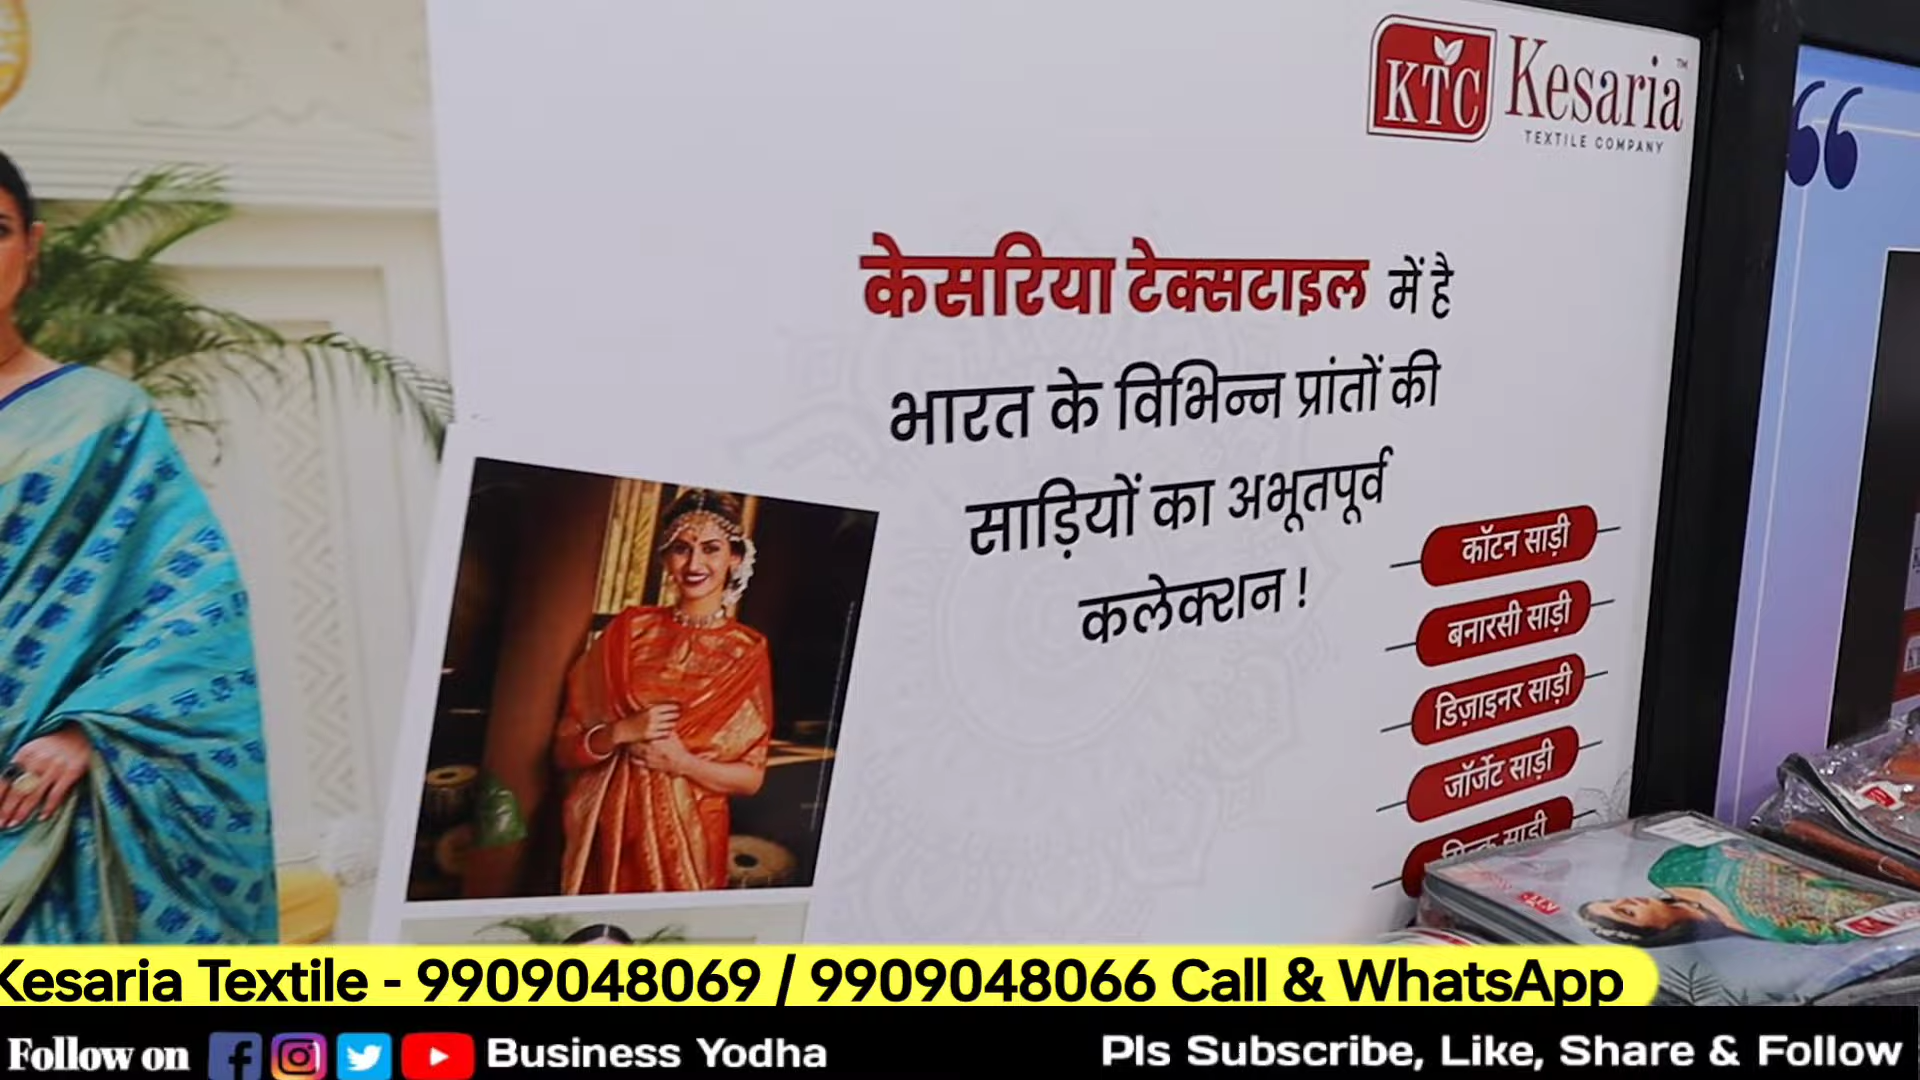 KTC Kesaria™
TEXTILE COMPANY
केसरिया टेक्सटाइल में है
भारत के विभिन्न प्रांतों की
साड़ियों का अभूतपूर्व
कलेक्शन !
कॉटन साड़ी
बनारसी साड़ी
डिज़ाइनर साड़ी
जॉर्जेट साड़ी
साड़ी
Kesaria Textile - 9909048069 / 9909048066 Call & WhatsApp
Follow on Business Yodha Pls Subscribe, Like, Share & Follow